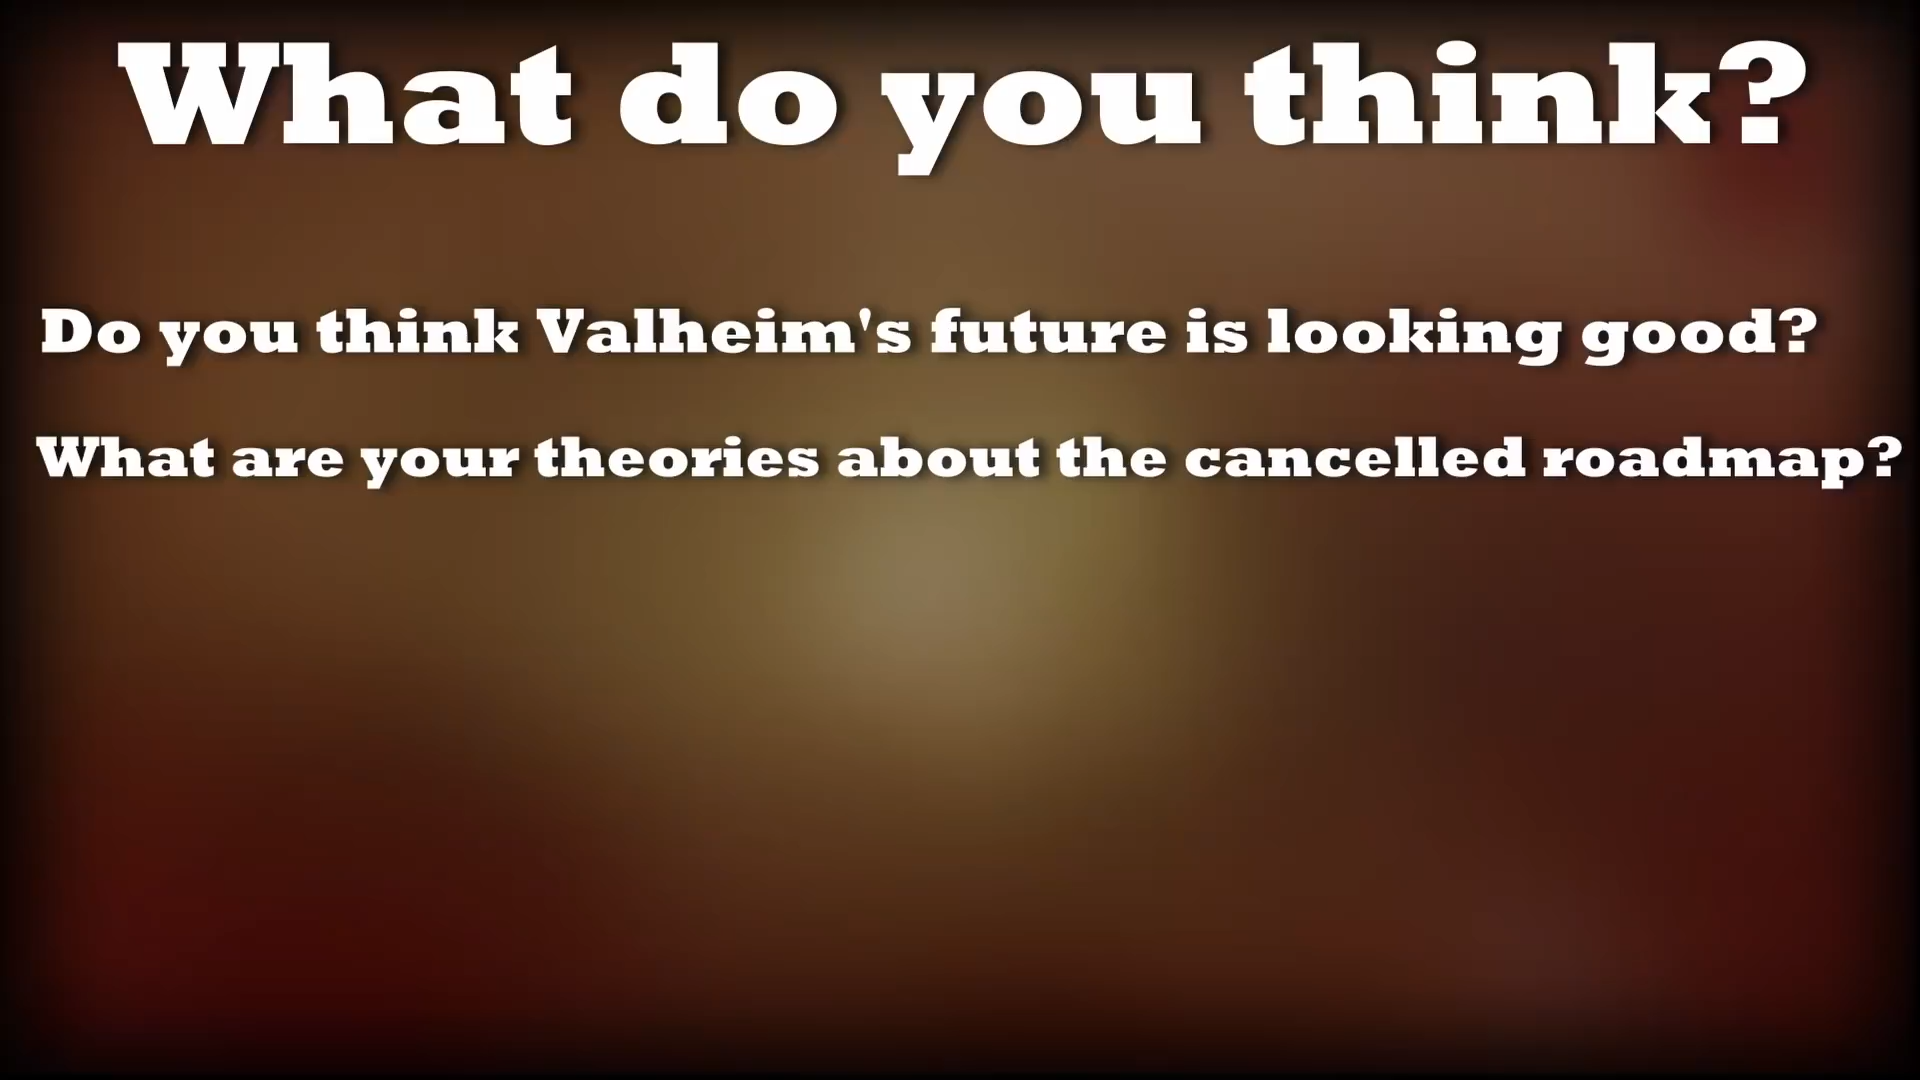 What do you think?
Do you think Valheim's future is looking good?
What are your theories about the cancelled roadmap?